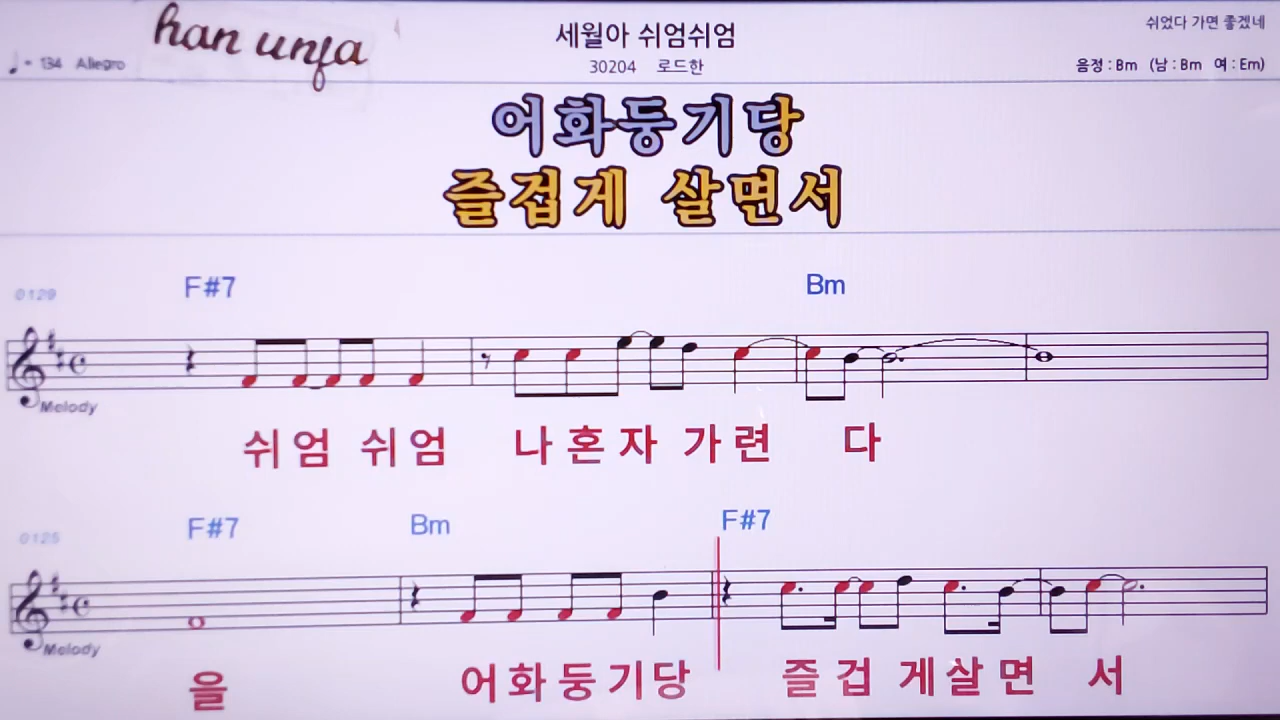 han unfa
세월아 쉬엄쉬엄
쉬었다 가면 좋겠네
♩= 134 Allegro
30204 로드한
음정 : Bm (남 : Bm 여 : Em)
어화둥기당
즐겁게 살면서
0129 F#7 Bm
Melody
쉬엄 쉬엄 나혼자 가련 다
0125 F#7 Bm F#7
Melody
을 어화둥기당 즐겁 게살면 서